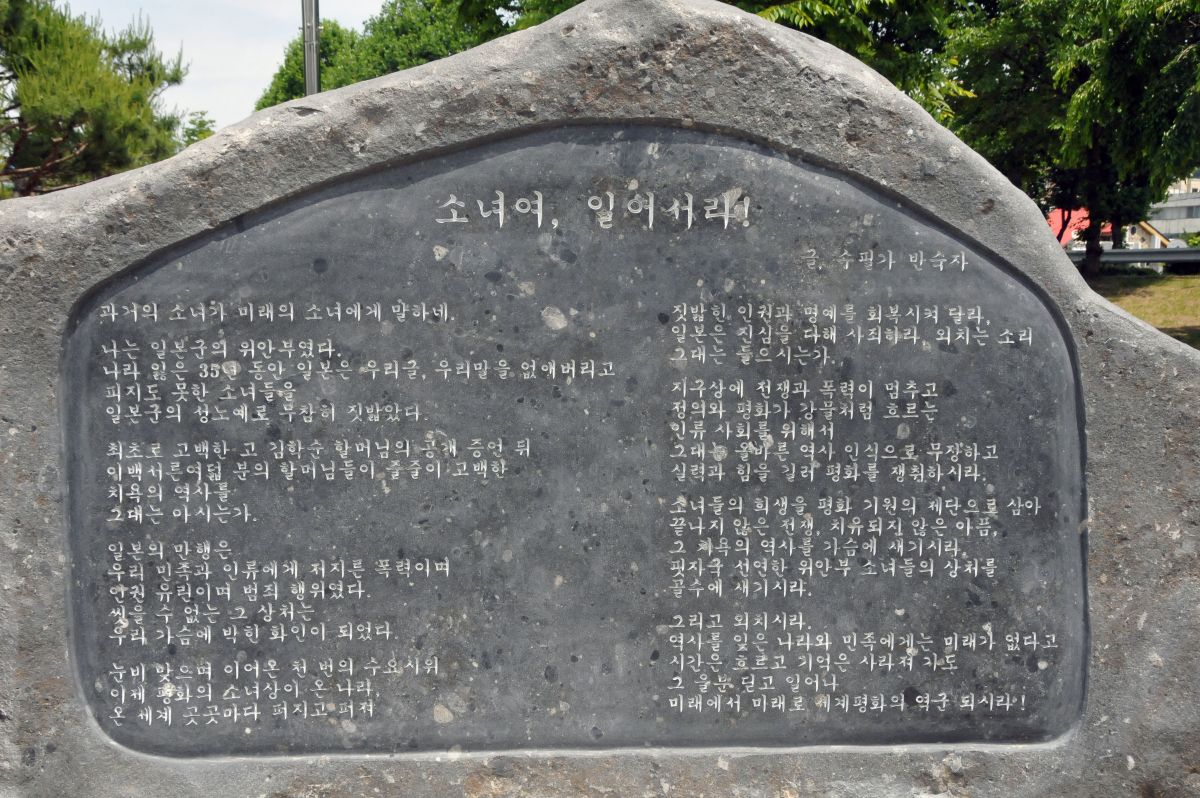 소녀여, 일어서라!
글, 수필가 반숙자
과거의 소녀가 미래의 소녀에게 말하네.
나는 일본군의 위안부였다.
나라 잃은 35년 동안 일본은 우리글, 우리말을 없애버리고
피지도 못한 소녀들을
일본군의 성노예로 무참히 짓밟았다.
최초로 고백한 고 김학순 할머님의 공개 증언 뒤
이백서른여덟 분의 할머님들이 줄줄이 고백한
치욕의 역사를
그대는 아시는가.
일본의 만행은
우리 민족과 인류에게 저지른 폭력이며
인권 유린이며 범죄 행위였다.
씻을 수 없는 그 상처는
우리 가슴에 박힌 화인이 되었다.
눈비 맞으며 이어온 천 번의 수요시위
이제 평화의 소녀상이 온 나라,
온 세계 곳곳마다 퍼지고 퍼져
짓밟힌 인권과 명예를 회복시켜 달라,
일본은 진심을 다해 사죄하라, 외치는 소리
그대는 들으시는가.
지구상에 전쟁과 폭력이 멈추고
정의와 평화가 강물처럼 흐르는
인류 사회를 위해서
그대는 올바른 역사 인식으로 무장하고
실력과 힘을 길러 평화를 쟁취하시라.
소녀들의 희생을 평화 기원의 제단으로 삼아
끝나지 않은 전쟁, 치유되지 않은 아픔,
그 치욕의 역사를 가슴에 새기시라.
피자국 선연한 위안부 소녀들의 상처를
골수에 새기시라.
그리고 외치시라.
역사를 잊은 나라와 민족에게는 미래가 없다고
시간은 흐르고 기억은 사라져 가도
그 울분 딛고 일어나
미래에서 미래로 세계평화의 역군 되시라!